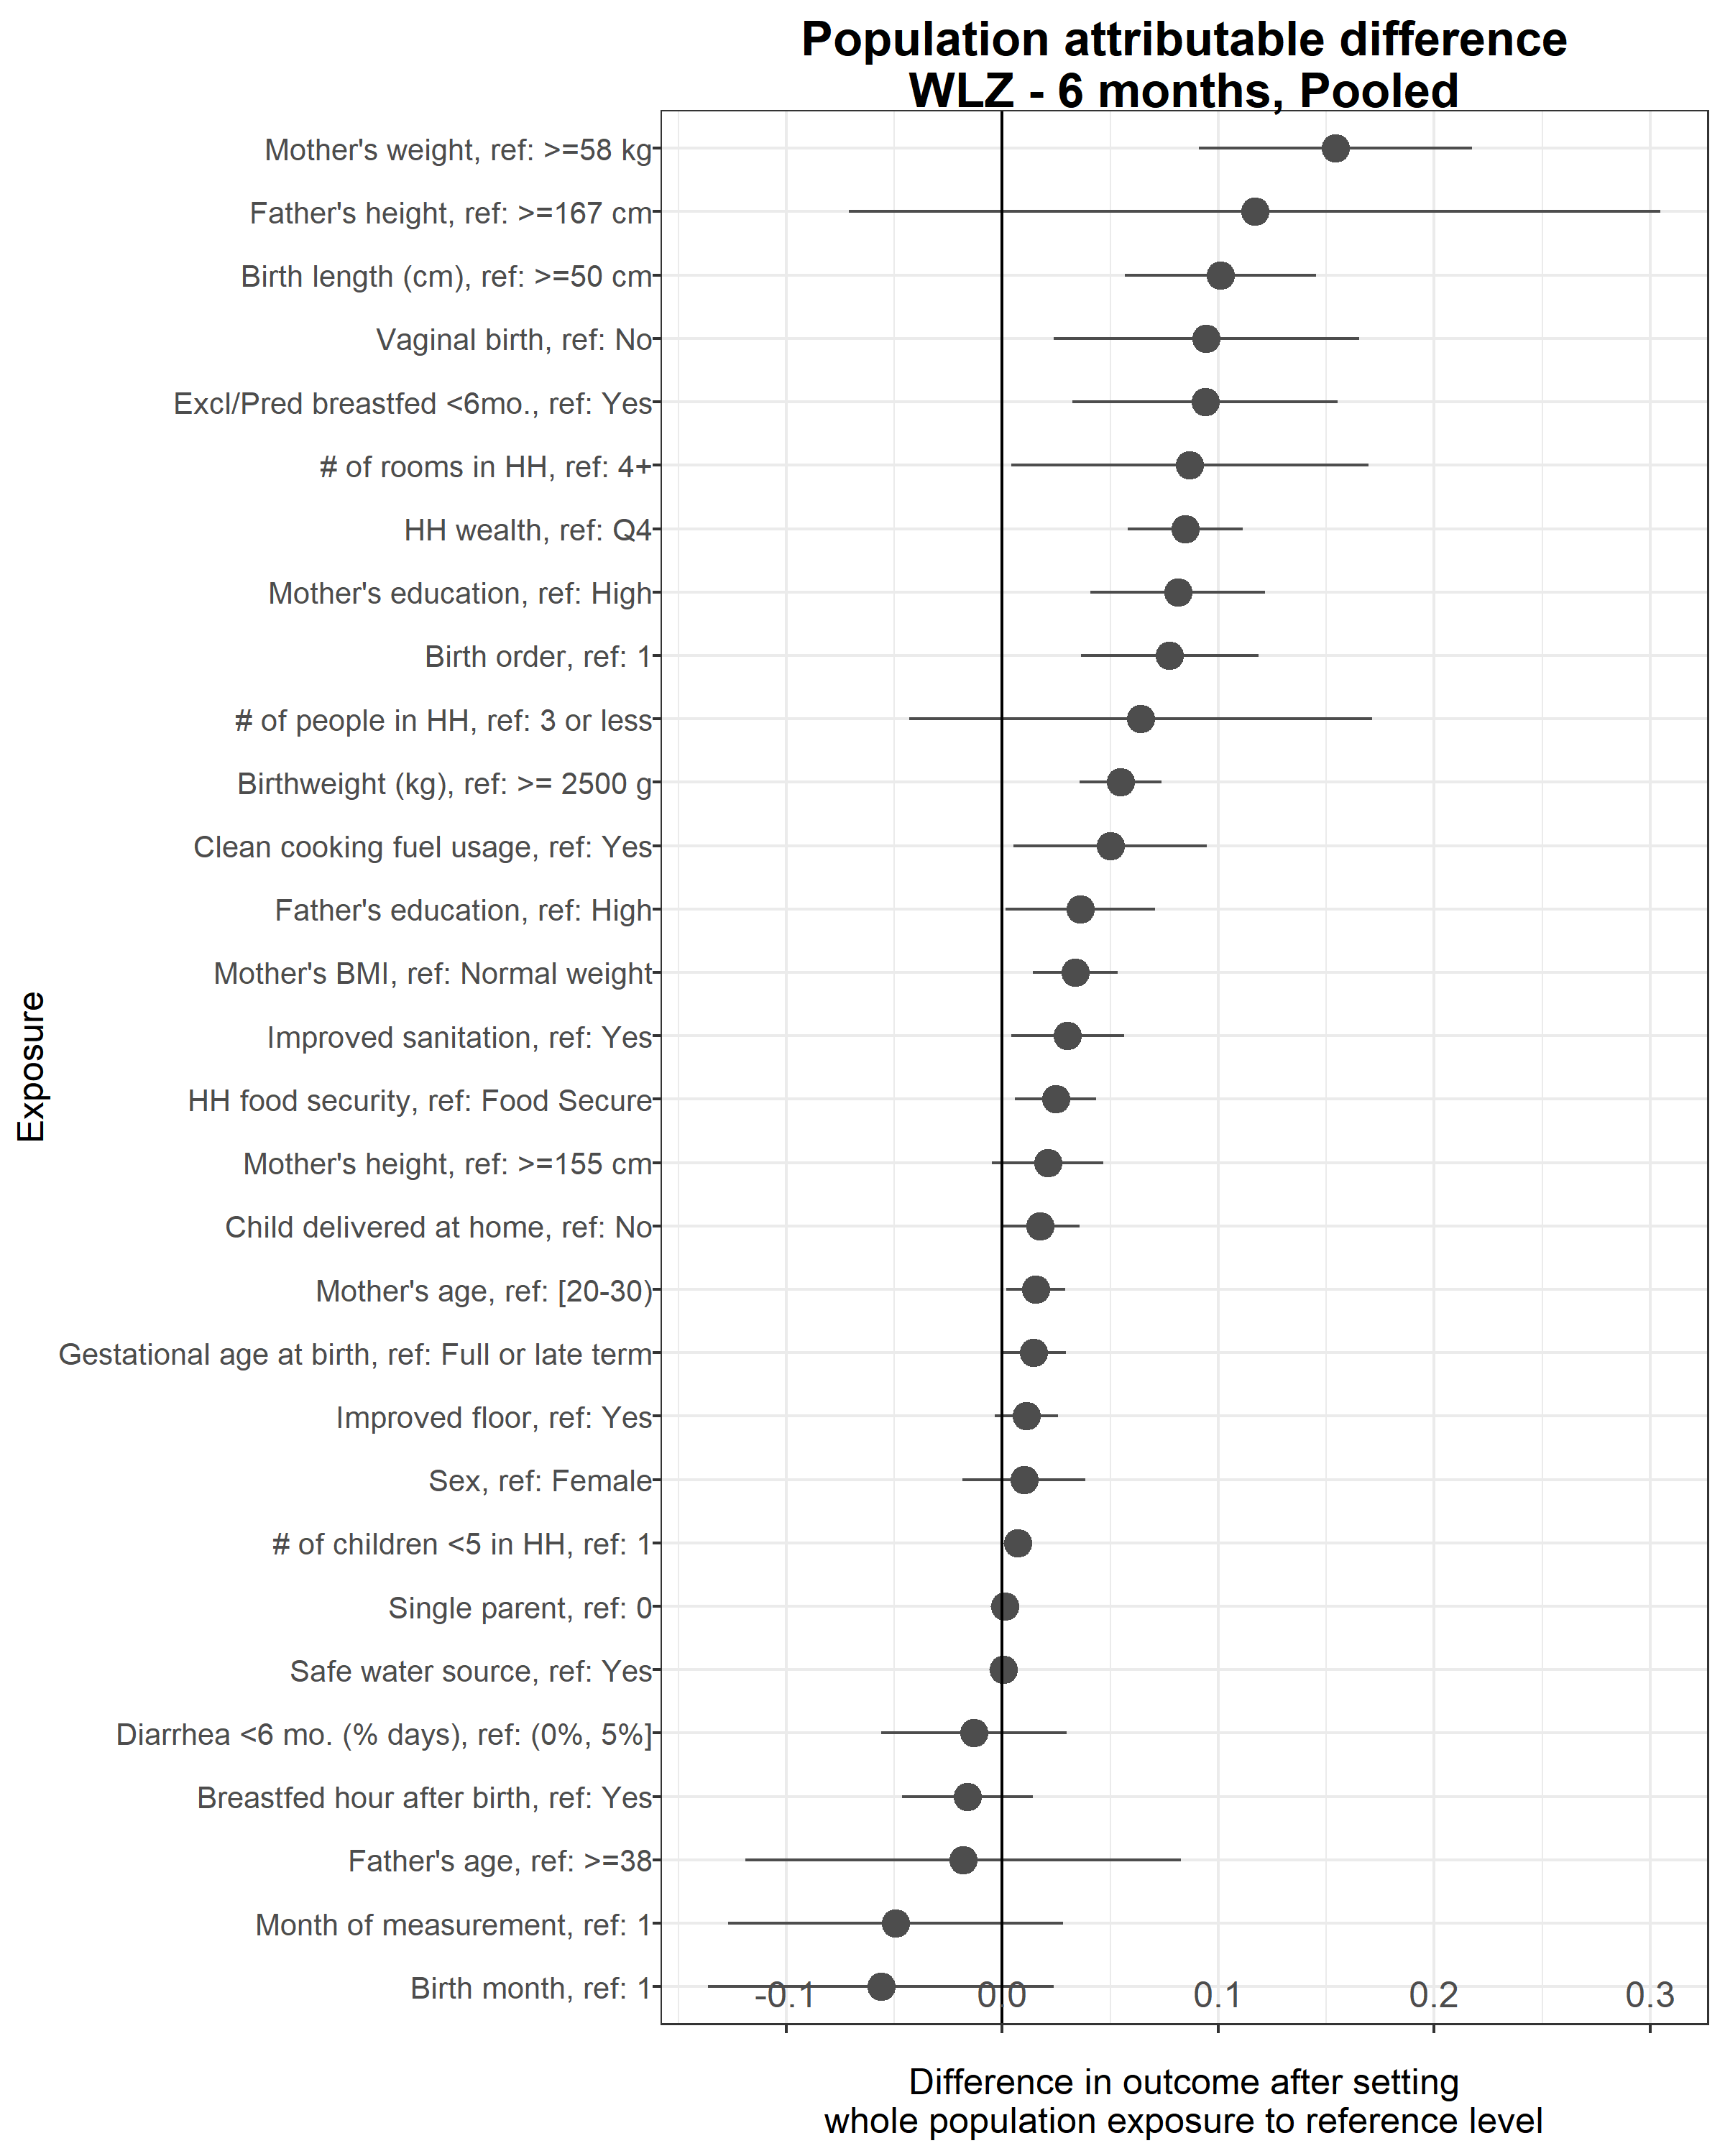 Population attributable difference
WLZ - 6 months, Pooled
Mother's weight, ref: >=58 kg
Father's height, ref: >=167 cm
Birth length (cm), ref: >=50 cm
Vaginal birth, ref: No
Excl/Pred breastfed <6mo., ref: Yes
# of rooms in HH, ref: 4+
HH wealth, ref: Q4
Mother's education, ref: High
Birth order, ref: 1
# of people in HH, ref: 3 or less
Birthweight (kg), ref: >= 2500 g
Clean cooking fuel usage, ref: Yes
Father's education, ref: High
Mother's BMI, ref: Normal weight
Improved sanitation, ref: Yes
HH food security, ref: Food Secure
Mother's height, ref: >=155 cm
Child delivered at home, ref: No
Mother's age, ref: [20-30)
Gestational age at birth, ref: Full or late term
Improved floor, ref: Yes
Sex, ref: Female
# of children <5 in HH, ref: 1
Single parent, ref: 0
Safe water source, ref: Yes
Diarrhea <6 mo. (% days), ref: (0%, 5%]
Breastfed hour after birth, ref: Yes
Father's age, ref: >=38
Month of measurement, ref: 1
Birth month, ref: 1
Exposure
-0.1 0.0 0.1 0.2 0.3
Difference in outcome after setting
whole population exposure to reference level